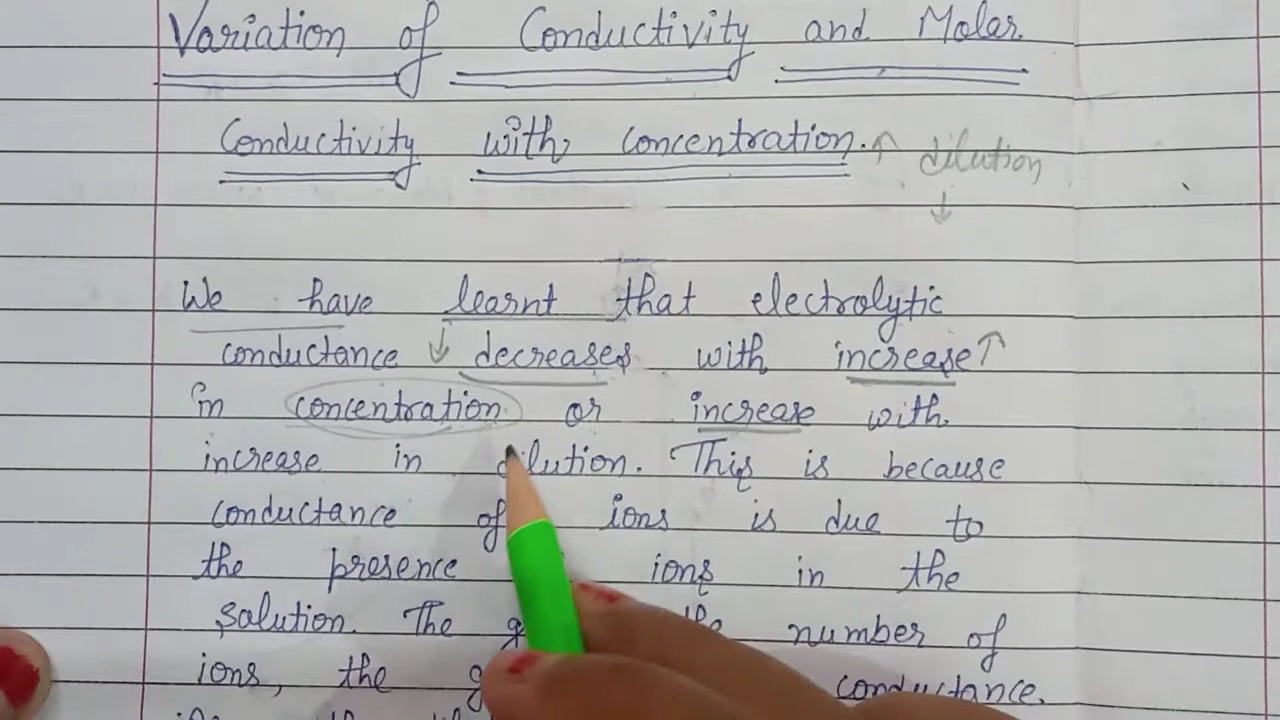 Variation of Conductivity and Molar
Conductivity with concentration. ↑ dilution
↓
We have learnt that electrolytic
conductance ↓ decreases with increase ↑
in concentration or increase with
increase in dilution. This is because
conductance of ions is due to
the presence ions in the
solution. The number of
ions, the conductance.